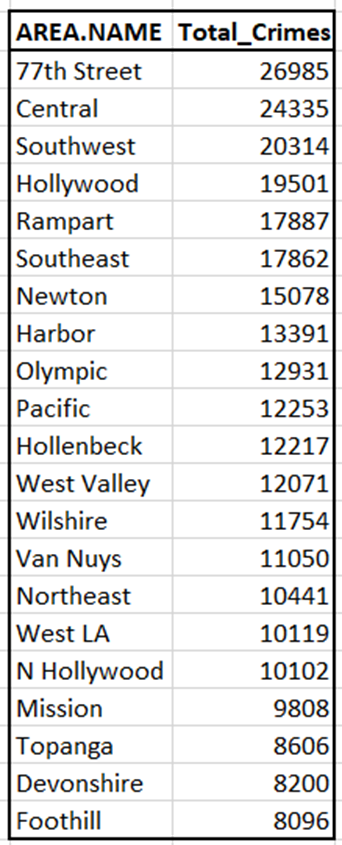 AREA.NAME Total_Crimes
77th Street 26985
Central 24335
Southwest 20314
Hollywood 19501
Rampart 17887
Southeast 17862
Newton 15078
Harbor 13391
Olympic 12931
Pacific 12253
Hollenbeck 12217
West Valley 12071
Wilshire 11754
Van Nuys 11050
Northeast 10441
West LA 10119
N Hollywood 10102
Mission 9808
Topanga 8606
Devonshire 8200
Foothill 8096